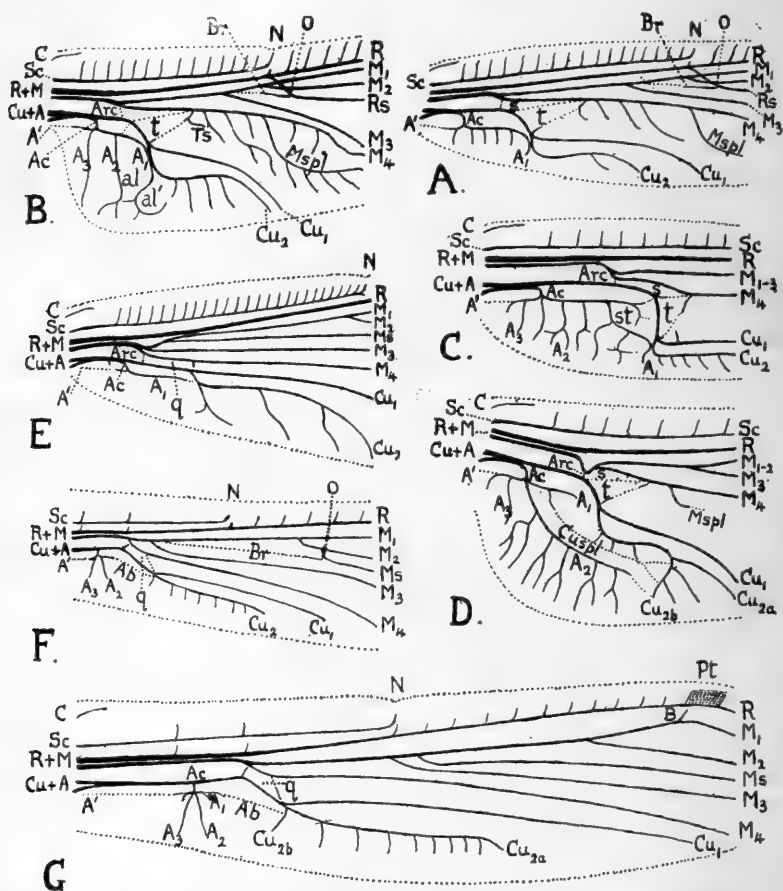 Br N O
C R
Sc M₁
R+M M₂
Cu+A Arc t Rs
A' Ts M₃
Ac A₃ A₂ A₁ Mspl M₄
al al'
B. Cu₂ Cu₁
Br N O
Sc R
M₁
M₂
s t Rs
A' Ac M₃
M₄
A₁ Mspl
A. Cu₂ Cu₁
C
Sc Sc
R+M R
Arc M₁₋₃
Cu+A s M₄
A' Ac t
A₃ A₂ st Cu₁
C. A₁ Cu₂
N
C R
Sc M₁
M₂
R+M Ms
Arc M₃
Cu+A M₄
A' Ac A₁ q Cu₁
E Cu₂
C
Sc Sc
R+M R
Cu+A Arc s M₁₋₂
A' Ac t M₃
A₃ A₁ M₄
Mspl
Cuspl
A₂ Cu₁
D. Cu₂b Cu₂a
N O
Sc R
R+M M₁
Cu+A Br M₂
A' Ab q Ms
A₃ A₂ M₃
F. Cu₂ Cu₁ M₄
Pt
N
C B R
Sc M₁
R+M M₂
Cu+A Ac q Ms
A' A₁ Ab M₃
A₃ A₂ Cu₂b M₄
G Cu₂a Cu₁